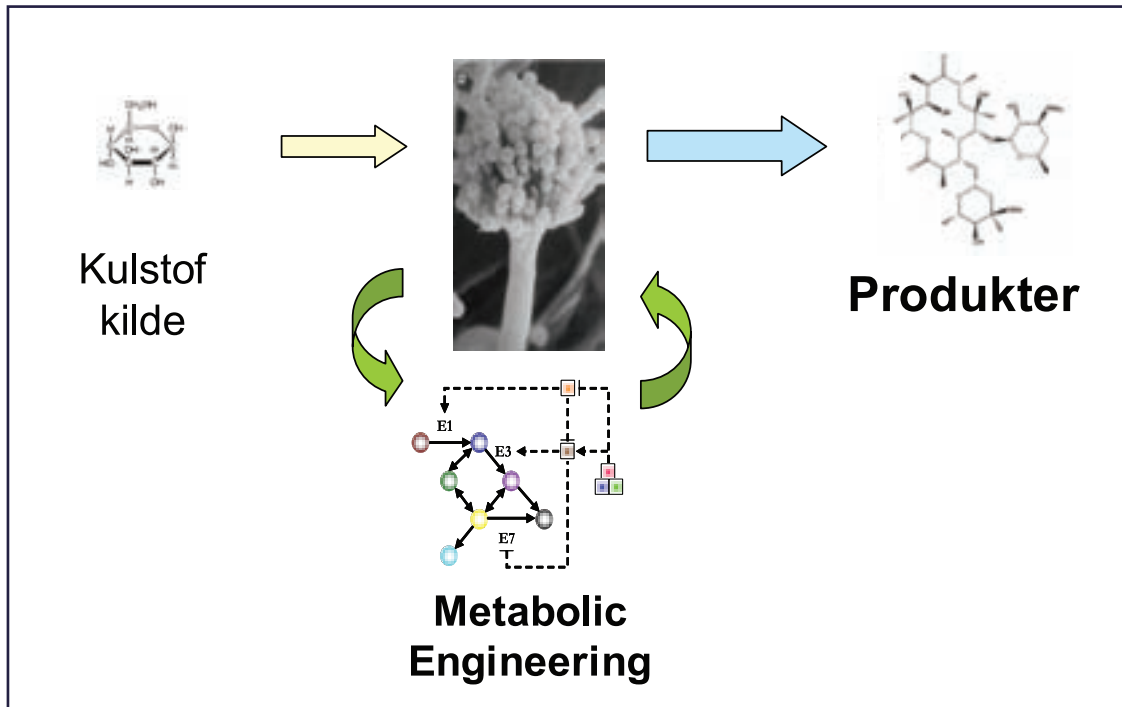 Kulstof
kilde
Produkter
E1
E3
E7
Metabolic
Engineering